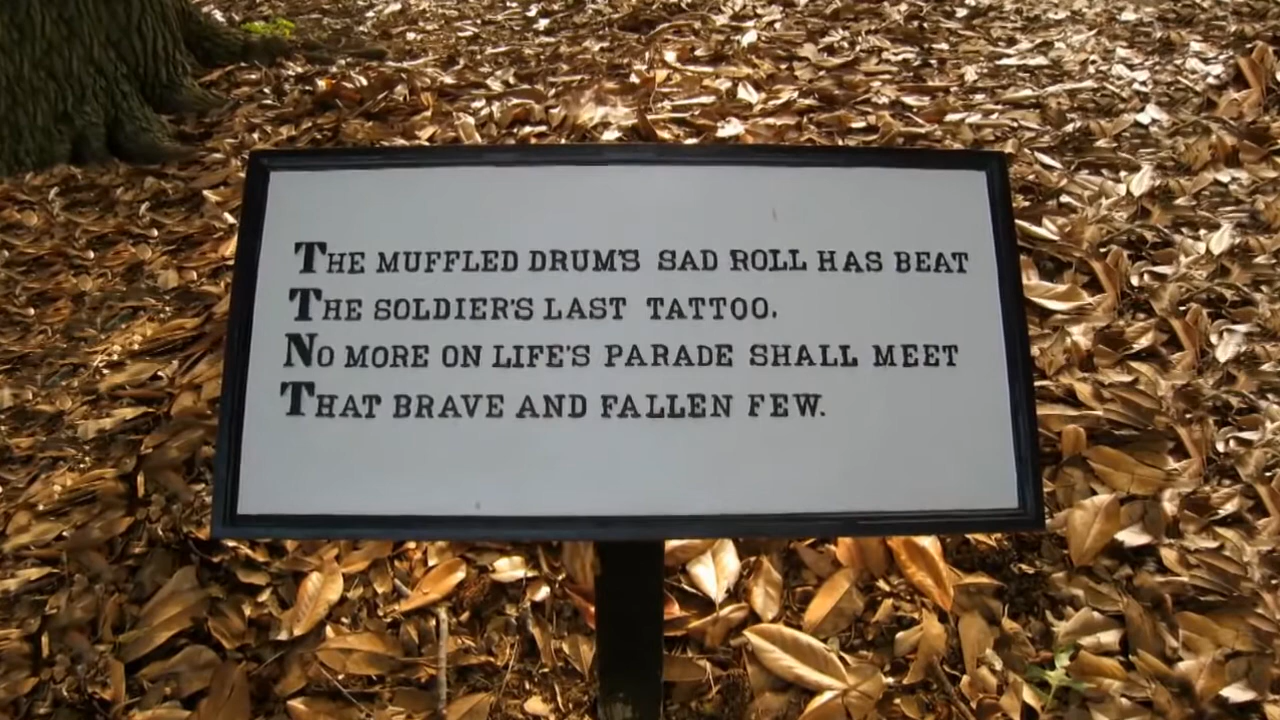 THE MUFFLED DRUM'S SAD ROLL HAS BEAT
THE SOLDIER'S LAST TATTOO.
NO MORE ON LIFE'S PARADE SHALL MEET
THAT BRAVE AND FALLEN FEW.